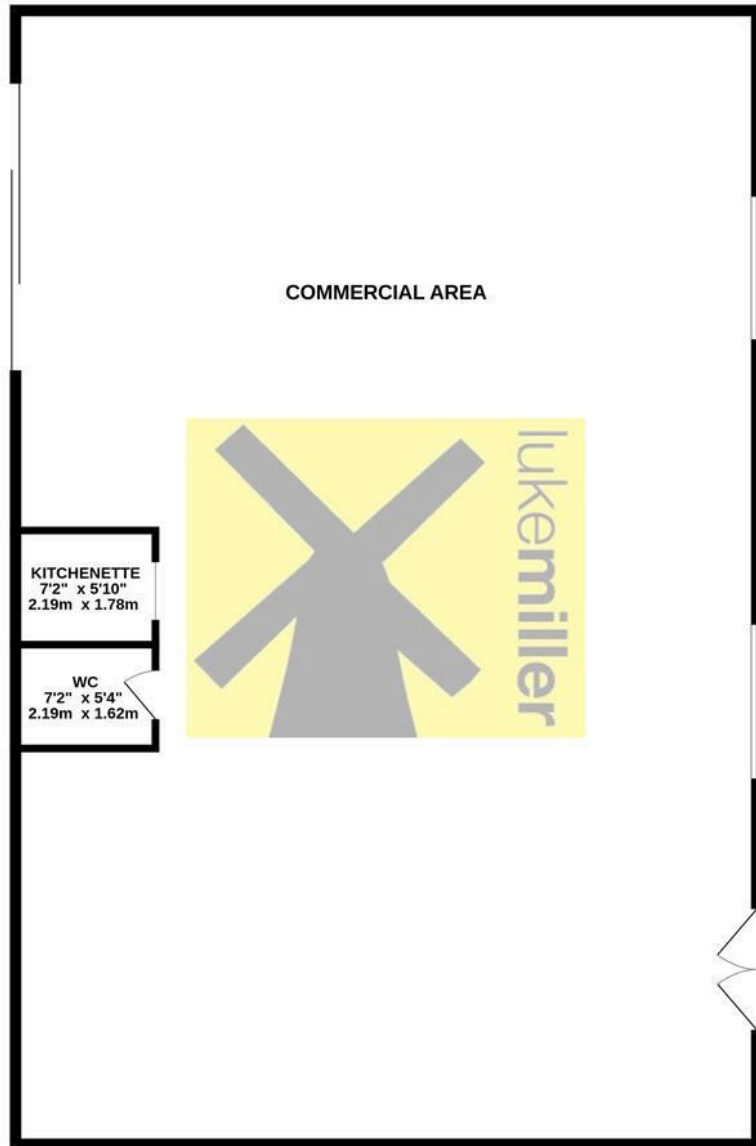 COMMERCIAL AREA
lukemiller
KITCHENETTE
7'2" x 5'10"
2.19m x 1.78m
WC
7'2" x 5'4"
2.19m x 1.62m